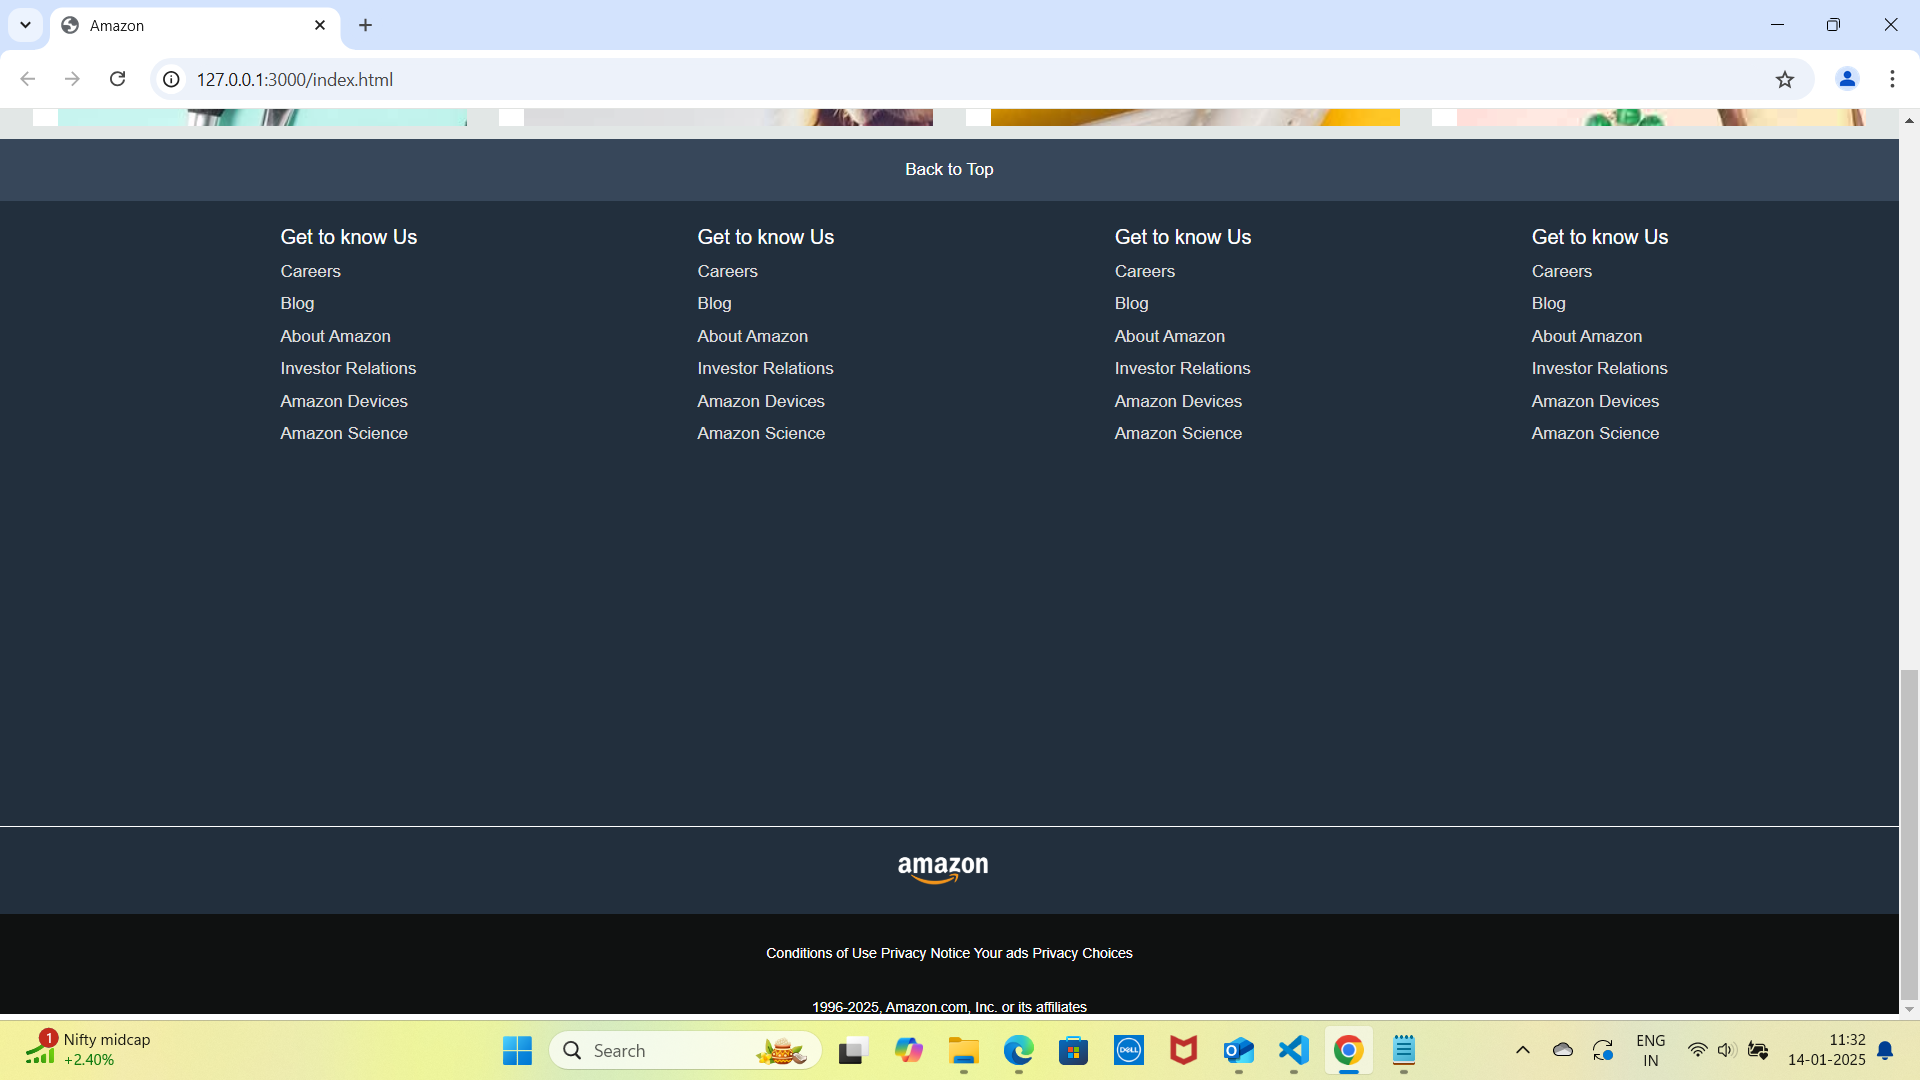 Amazon
127.0.0.1:3000/index.html
Back to Top
Get to know Us Get to know Us Get to know Us Get to know Us
Careers Careers Careers Careers
Blog Blog Blog Blog
About Amazon About Amazon About Amazon About Amazon
Investor Relations Investor Relations Investor Relations Investor Relations
Amazon Devices Amazon Devices Amazon Devices Amazon Devices
Amazon Science Amazon Science Amazon Science Amazon Science
amazon
Conditions of Use Privacy Notice Your ads Privacy Choices
1996-2025, Amazon.com, Inc. or its affiliates
1 Nifty midcap
+2.40%
Search
DELL
ENG
IN
11:32
14-01-2025